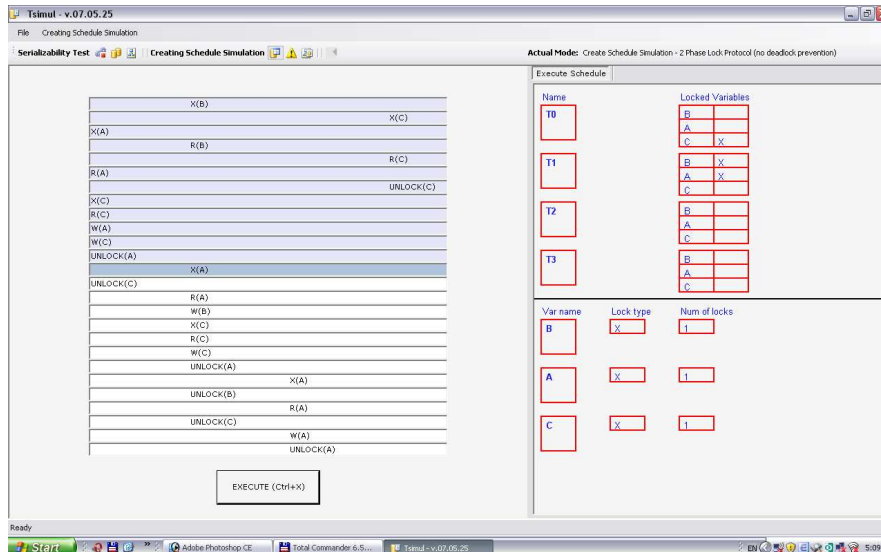 Tsimul - v.07.05.25
File Creating Schedule Simulation
Serializability Test Creating Schedule Simulation Actual Mode: Create Schedule Simulation - 2 Phase Lock Protocol (no deadlock prevention)
Execute Schedule
X(B)
X(C)
X(A)
R(B)
R(C)
R(A)
UNLOCK(C)
X(C)
R(C)
W(A)
W(C)
UNLOCK(A)
X(A)
UNLOCK(C)
R(A)
W(B)
X(C)
R(C)
W(C)
UNLOCK(A)
X(A)
UNLOCK(B)
R(A)
UNLOCK(C)
W(A)
UNLOCK(A)
EXECUTE (Ctrl+X)
Name Locked Variables
T0 B
A
C X
T1 B X
A X
C
T2 B
A
C
T3 B
A
C
Var name Lock type Num of locks
B X 1
A X 1
C X 1
Ready
Start Adobe Photoshop CE Total Commander 6.5... Tsimul - v.07.05.25 EN 5:09